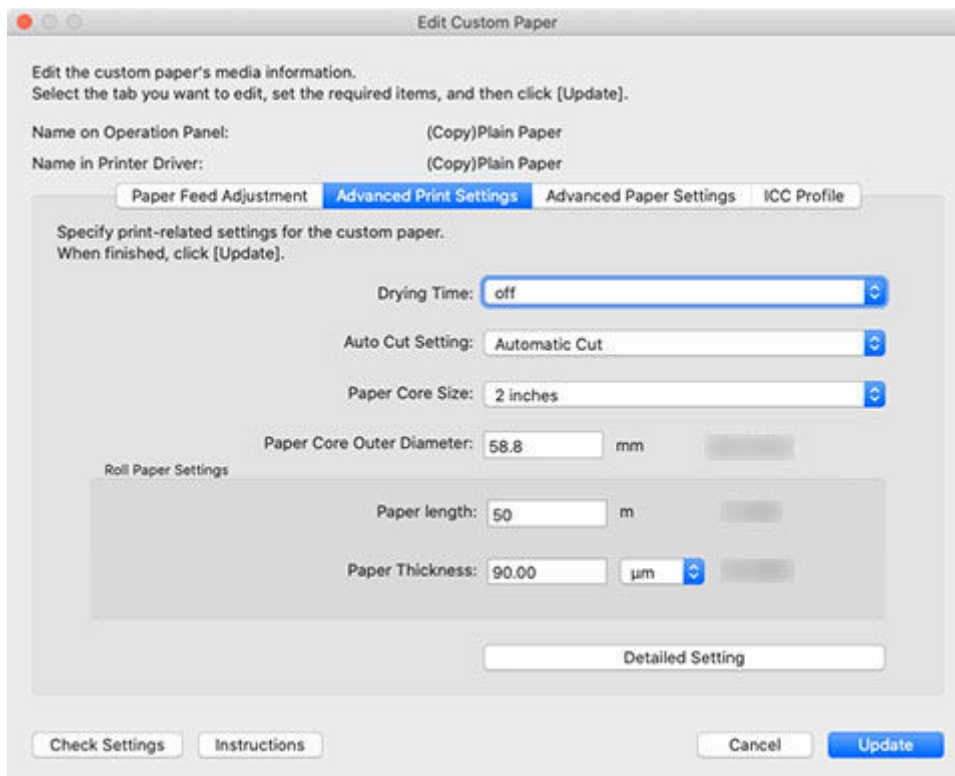 Edit Custom Paper
Edit the custom paper's media information.
Select the tab you want to edit, set the required items, and then click [Update].
Name on Operation Panel: (Copy)Plain Paper
Name in Printer Driver: (Copy)Plain Paper
Paper Feed Adjustment Advanced Print Settings Advanced Paper Settings ICC Profile
Specify print-related settings for the custom paper.
When finished, click [Update].
Drying Time: off
Auto Cut Setting: Automatic Cut
Paper Core Size: 2 inches
Paper Core Outer Diameter: 58.8 mm
Roll Paper Settings
Paper length: 50 m
Paper Thickness: 90.00 µm
Detailed Setting
Check Settings Instructions Cancel Update